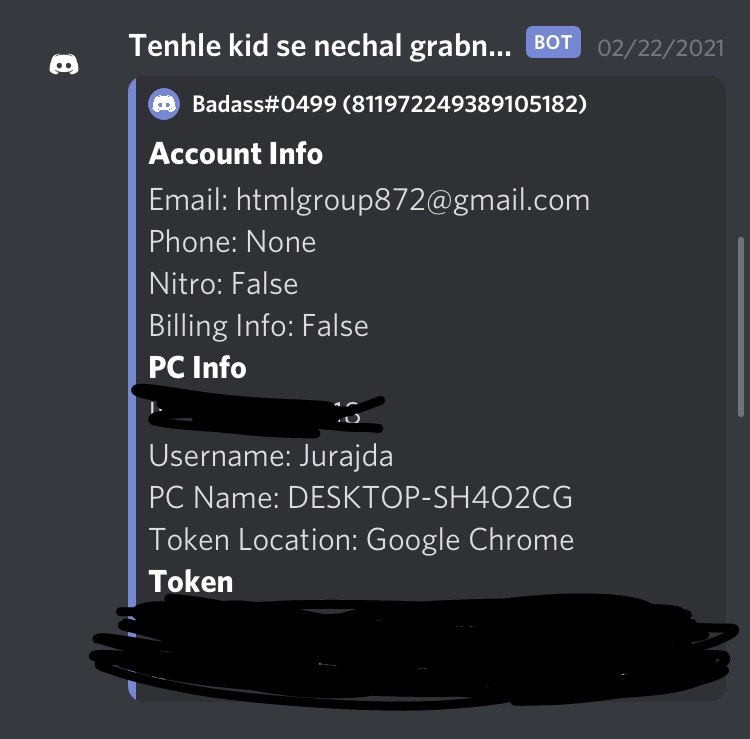 Tenhle kid se nechal grabn... BOT 02/22/2021
Badass#0499 (811972249389105182)
Account Info
Email: htmlgroup872@gmail.com
Phone: None
Nitro: False
Billing Info: False
PC Info
Username: Jurajda
PC Name: DESKTOP-SH4O2CG
Token Location: Google Chrome
Token